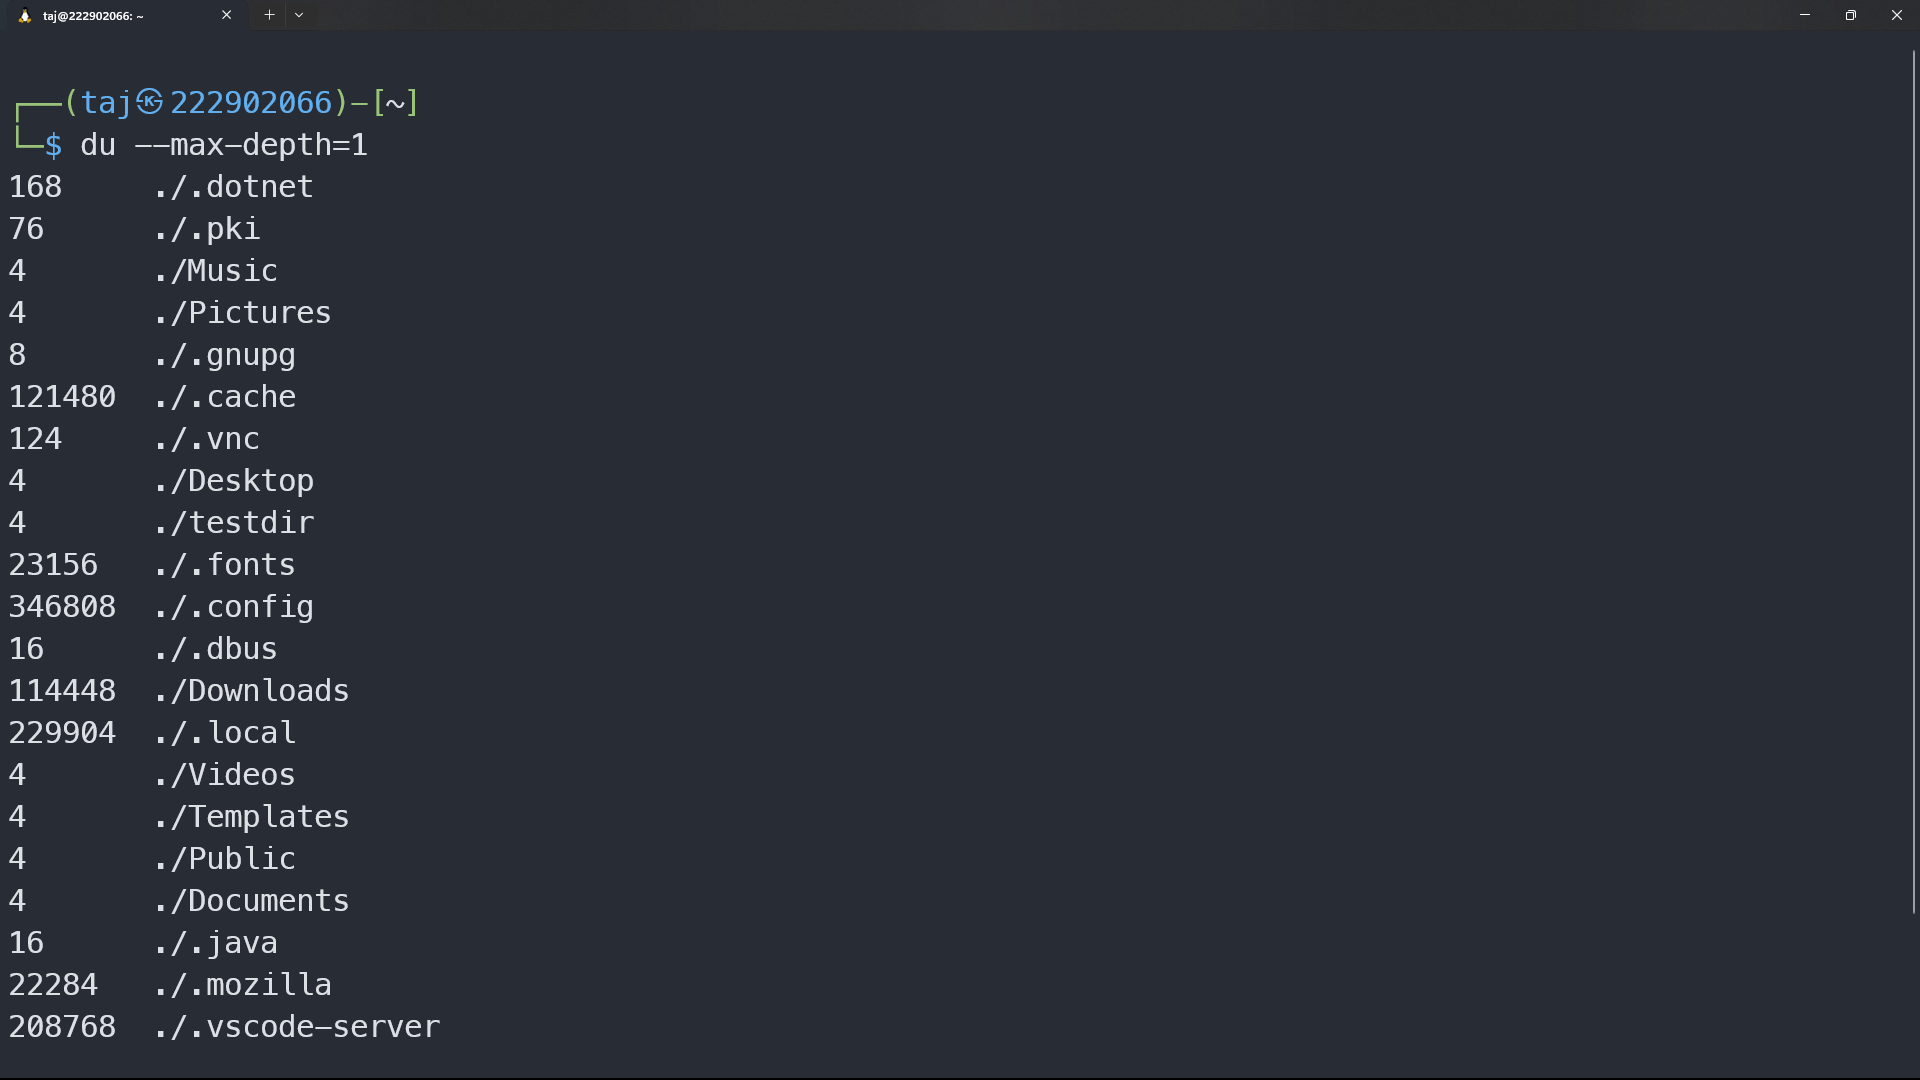 taj@222902066: ~
┌──(taj㉿222902066)-[~]
└─$ du --max-depth=1
168 ./.dotnet
76 ./.pki
4 ./Music
4 ./Pictures
8 ./.gnupg
121480 ./.cache
124 ./.vnc
4 ./Desktop
4 ./testdir
23156 ./.fonts
346808 ./.config
16 ./.dbus
114448 ./Downloads
229904 ./.local
4 ./Videos
4 ./Templates
4 ./Public
4 ./Documents
16 ./.java
22284 ./.mozilla
208768 ./.vscode-server